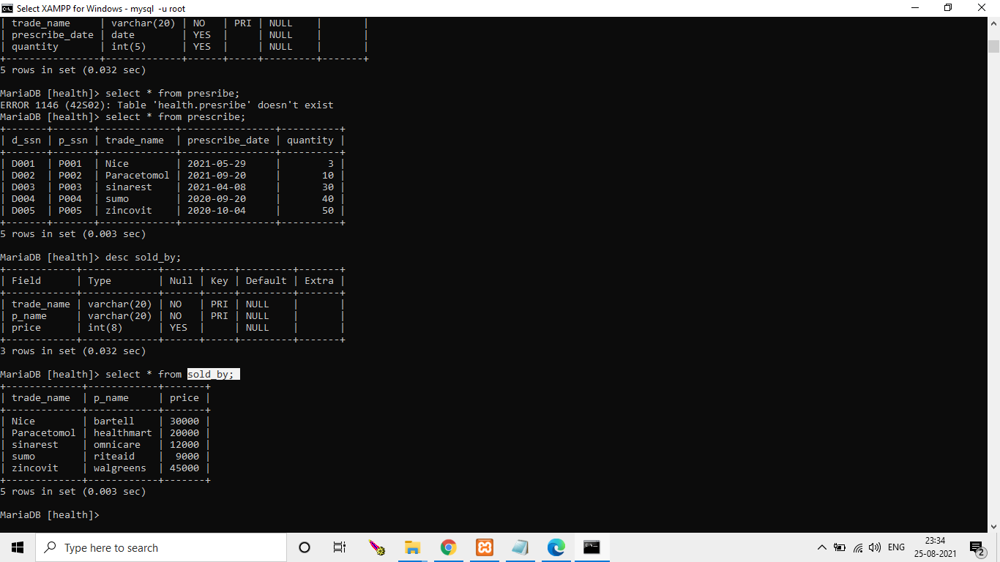 Select XAMPP for Windows - mysql  -u root
| trade_name     | varchar(20) | NO   | PRI | NULL    |       |
| prescribe_date | date        | YES  |     | NULL    |       |
| quantity       | int(5)      | YES  |     | NULL    |       |
+----------------+-------------+------+-----+---------+-------+
5 rows in set (0.032 sec)
MariaDB [health]> select * from presribe;
ERROR 1146 (42S02): Table 'health.presribe' doesn't exist
MariaDB [health]> select * from prescribe;
+-------+-------+-------------+----------------+----------+
| d_ssn | p_ssn | trade_name  | prescribe_date | quantity |
+-------+-------+-------------+----------------+----------+
| D001  | P001  | Nice        | 2021-05-29     |        3 |
| D002  | P002  | Paracetomol | 2021-09-20     |       10 |
| D003  | P003  | sinarest    | 2021-04-08     |       30 |
| D004  | P004  | sumo        | 2020-09-20     |       40 |
| D005  | P005  | zincovit    | 2020-10-04     |       50 |
+-------+-------+-------------+----------------+----------+
5 rows in set (0.003 sec)
MariaDB [health]> desc sold_by;
+------------+-------------+------+-----+---------+-------+
| Field      | Type        | Null | Key | Default | Extra |
+------------+-------------+------+-----+---------+-------+
| trade_name | varchar(20) | NO   | PRI | NULL    |       |
| p_name     | varchar(20) | NO   | PRI | NULL    |       |
| price      | int(8)      | YES  |     | NULL    |       |
+------------+-------------+------+-----+---------+-------+
3 rows in set (0.032 sec)
MariaDB [health]> select * from sold_by;
+-------------+------------+-------+
| trade_name  | p_name     | price |
+-------------+------------+-------+
| Nice        | bartell    | 30000 |
| Paracetomol | healthmart | 20000 |
| sinarest    | omnicare   | 12000 |
| sumo        | riteaid    |  9000 |
| zincovit    | walgreens  | 45000 |
+-------------+------------+-------+
5 rows in set (0.003 sec)
MariaDB [health]>
Type here to search
ENG
23:34
25-08-2021
2